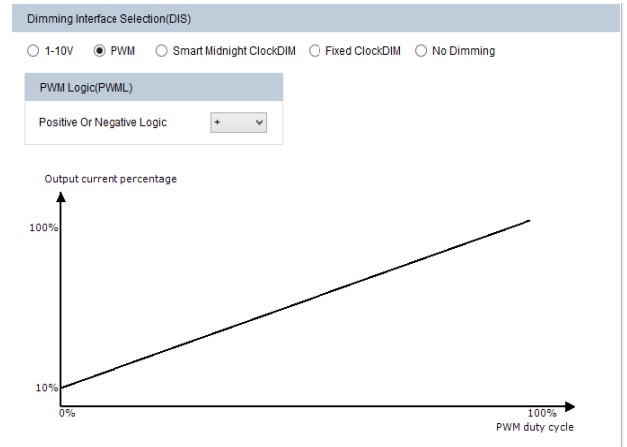 Dimming Interface Selection(DIS)
1-10V PWM Smart Midnight ClockDIM Fixed ClockDIM No Dimming
PWM Logic(PWML)
Positive Or Negative Logic +
Output current percentage
100%
10%
0% 100%
PWM duty cycle